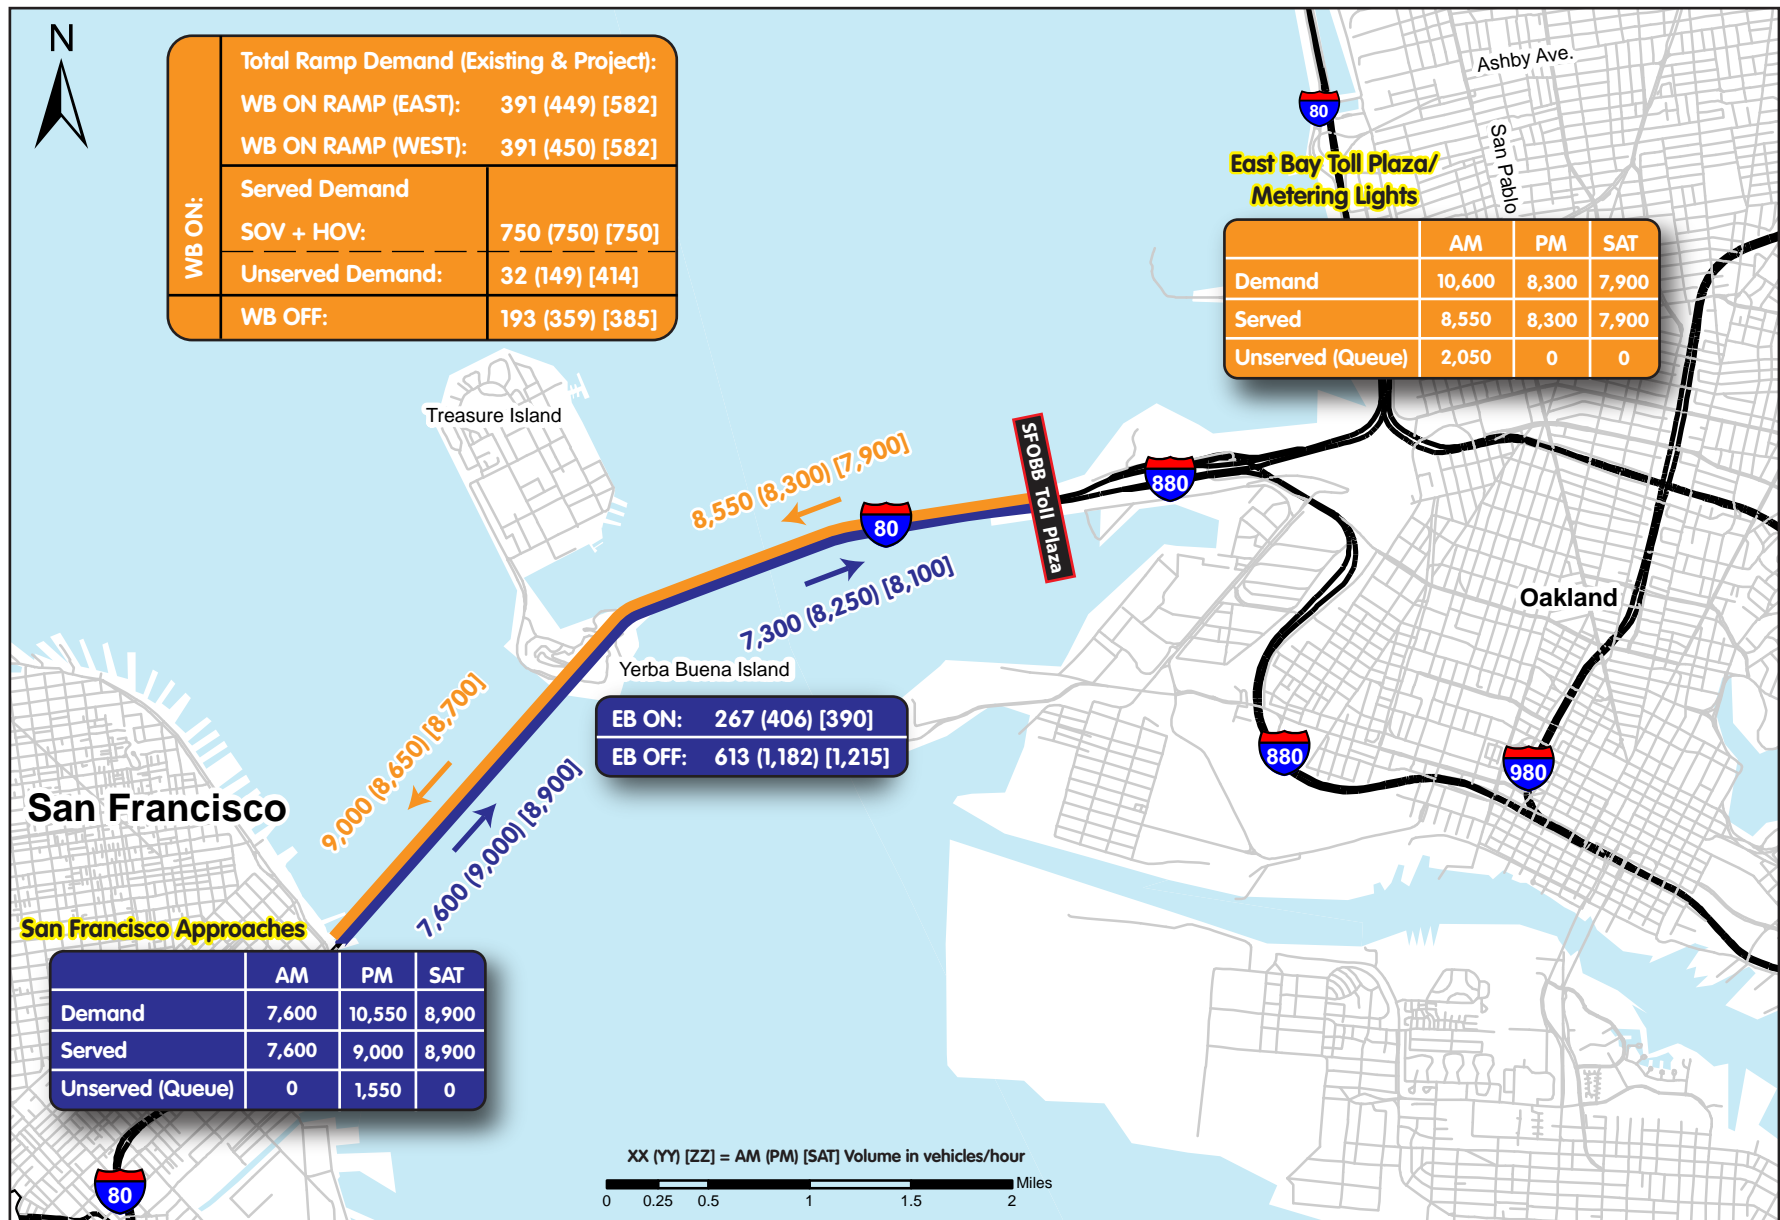 N
Total Ramp Demand (Existing & Project):
WB ON RAMP (EAST): 391 (449) [582]
WB ON RAMP (WEST): 391 (450) [582]
WB ON:
Served Demand
SOV + HOV: 750 (750) [750]
Unserved Demand: 32 (149) [414]
WB OFF: 193 (359) [385]
Ashby Ave.
80
San Pablo
East Bay Toll Plaza/
Metering Lights
AM PM SAT
Demand 10,600 8,300 7,900
Served 8,550 8,300 7,900
Unserved (Queue) 2,050 0 0
Treasure Island
8,550 (8,300) [7,900]
80
SFOBB Toll Plaza
880
7,300 (8,250) [8,100]
Oakland
Yerba Buena Island
EB ON: 267 (406) [390]
EB OFF: 613 (1,182) [1,215]
9,000 (8,650) [8,700]
7,600 (9,000) [8,900]
880
980
San Francisco
San Francisco Approaches
AM PM SAT
Demand 7,600 10,550 8,900
Served 7,600 9,000 8,900
Unserved (Queue) 0 1,550 0
80
XX (YY) [ZZ] = AM (PM) [SAT] Volume in vehicles/hour
Miles
0 0.25 0.5 1 1.5 2